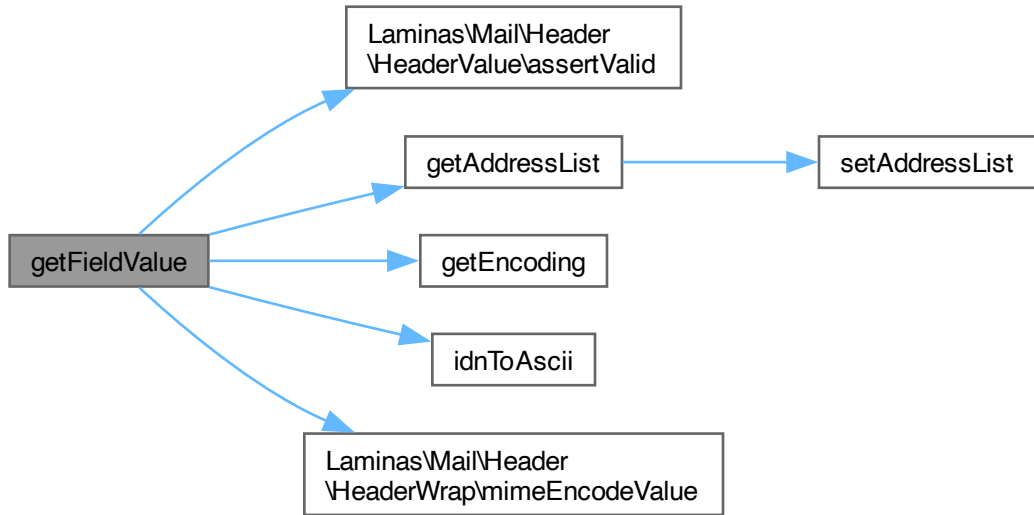 Laminas\Mail\Header
\HeaderValue\assertValid
getAddressList
setAddressList
getFieldValue
getEncoding
idnToAscii
Laminas\Mail\Header
\HeaderWrap\mimeEncodeValue